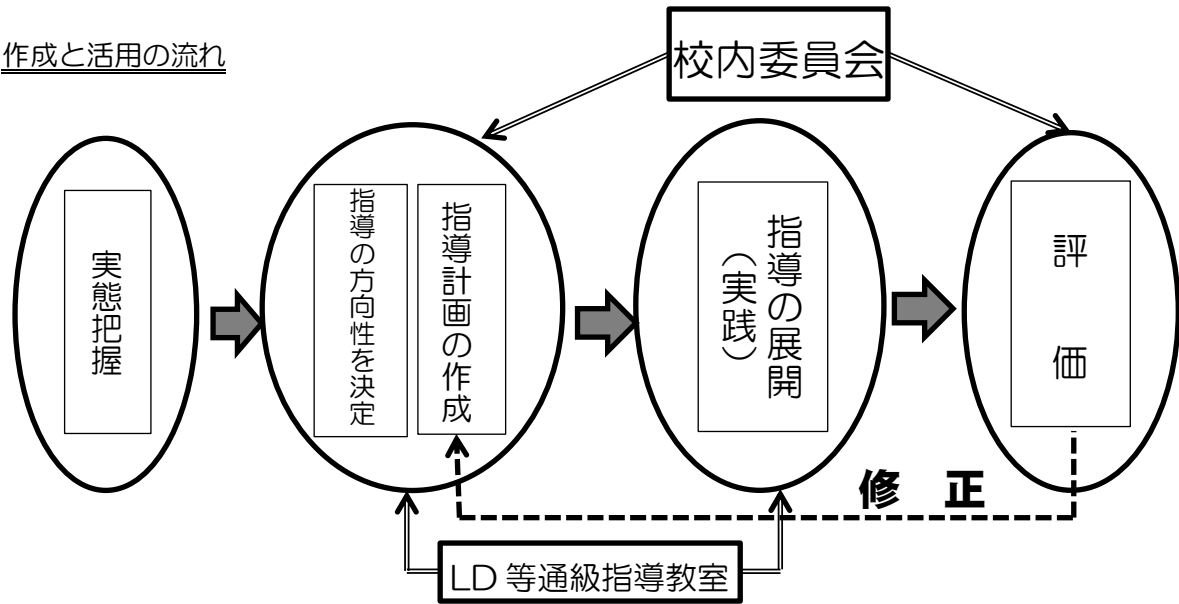 作成と活用の流れ
校内委員会
実態把握
指導の方向性を決定
指導計画の作成
指導の展開
（実践）
評価
修正
LD等通級指導教室